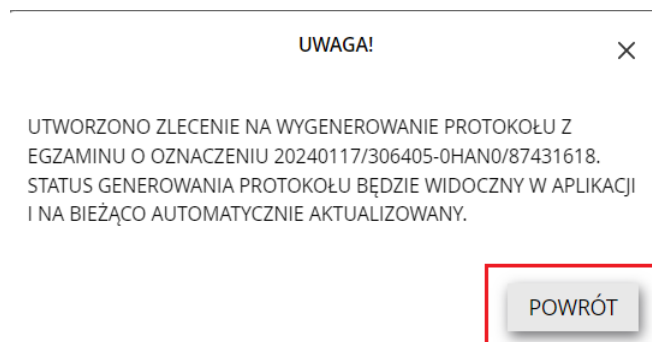 UWAGA!
UTWORZONO ZLECENIE NA WYGENEROWANIE PROTOKOŁU Z
EGZAMINU O OZNACZENIU 20240117/306405-0HAN0/87431618.
STATUS GENEROWANIA PROTOKOŁU BĘDZIE WIDOCZNY W APLIKACJI
I NA BIEŻĄCO AUTOMATYCZNIE AKTUALIZOWANY.
POWRÓT